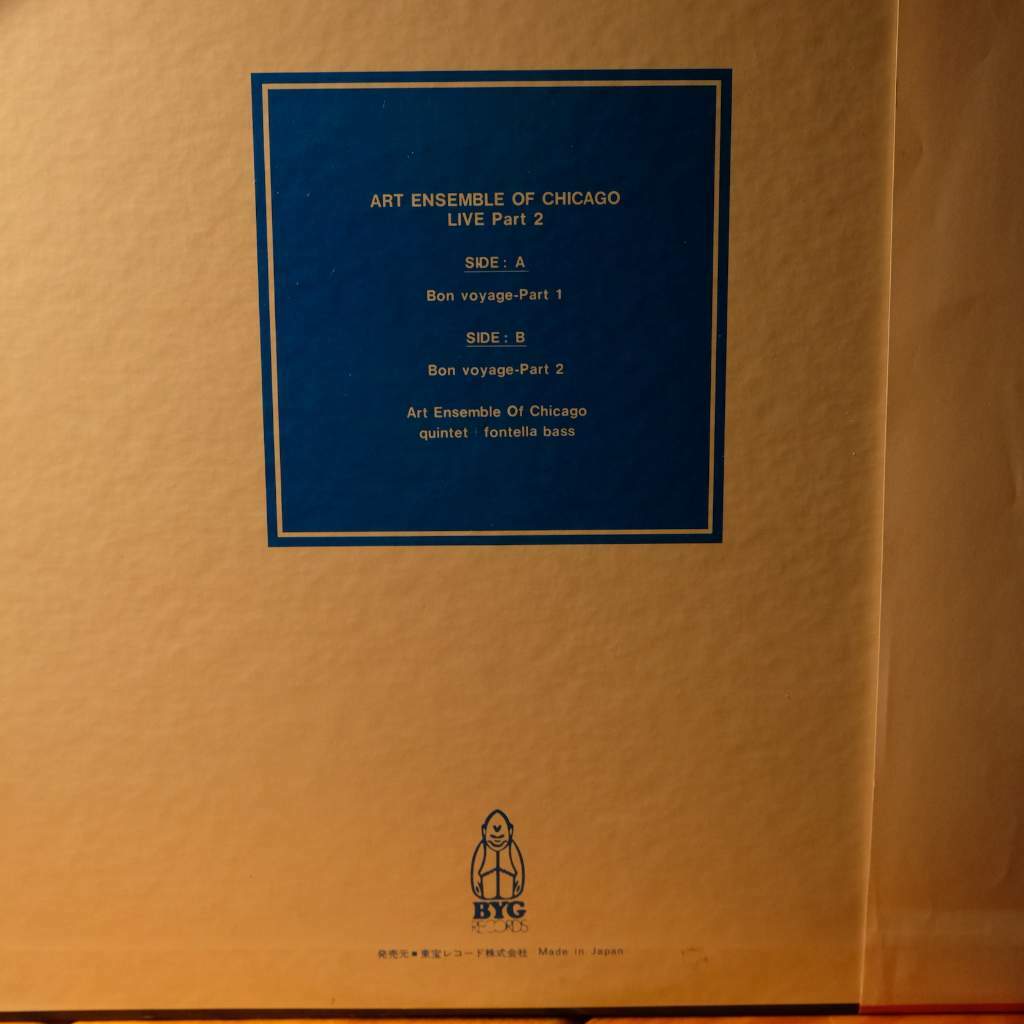 ART ENSEMBLE OF CHICAGO
LIVE Part 2
SIDE : A
Bon voyage-Part 1
SIDE : B
Bon voyage-Part 2
Art Ensemble Of Chicago
quintet + fontella bass
BYG
RECORDS
発売元■東宝レコード株式会社 Made in Japan